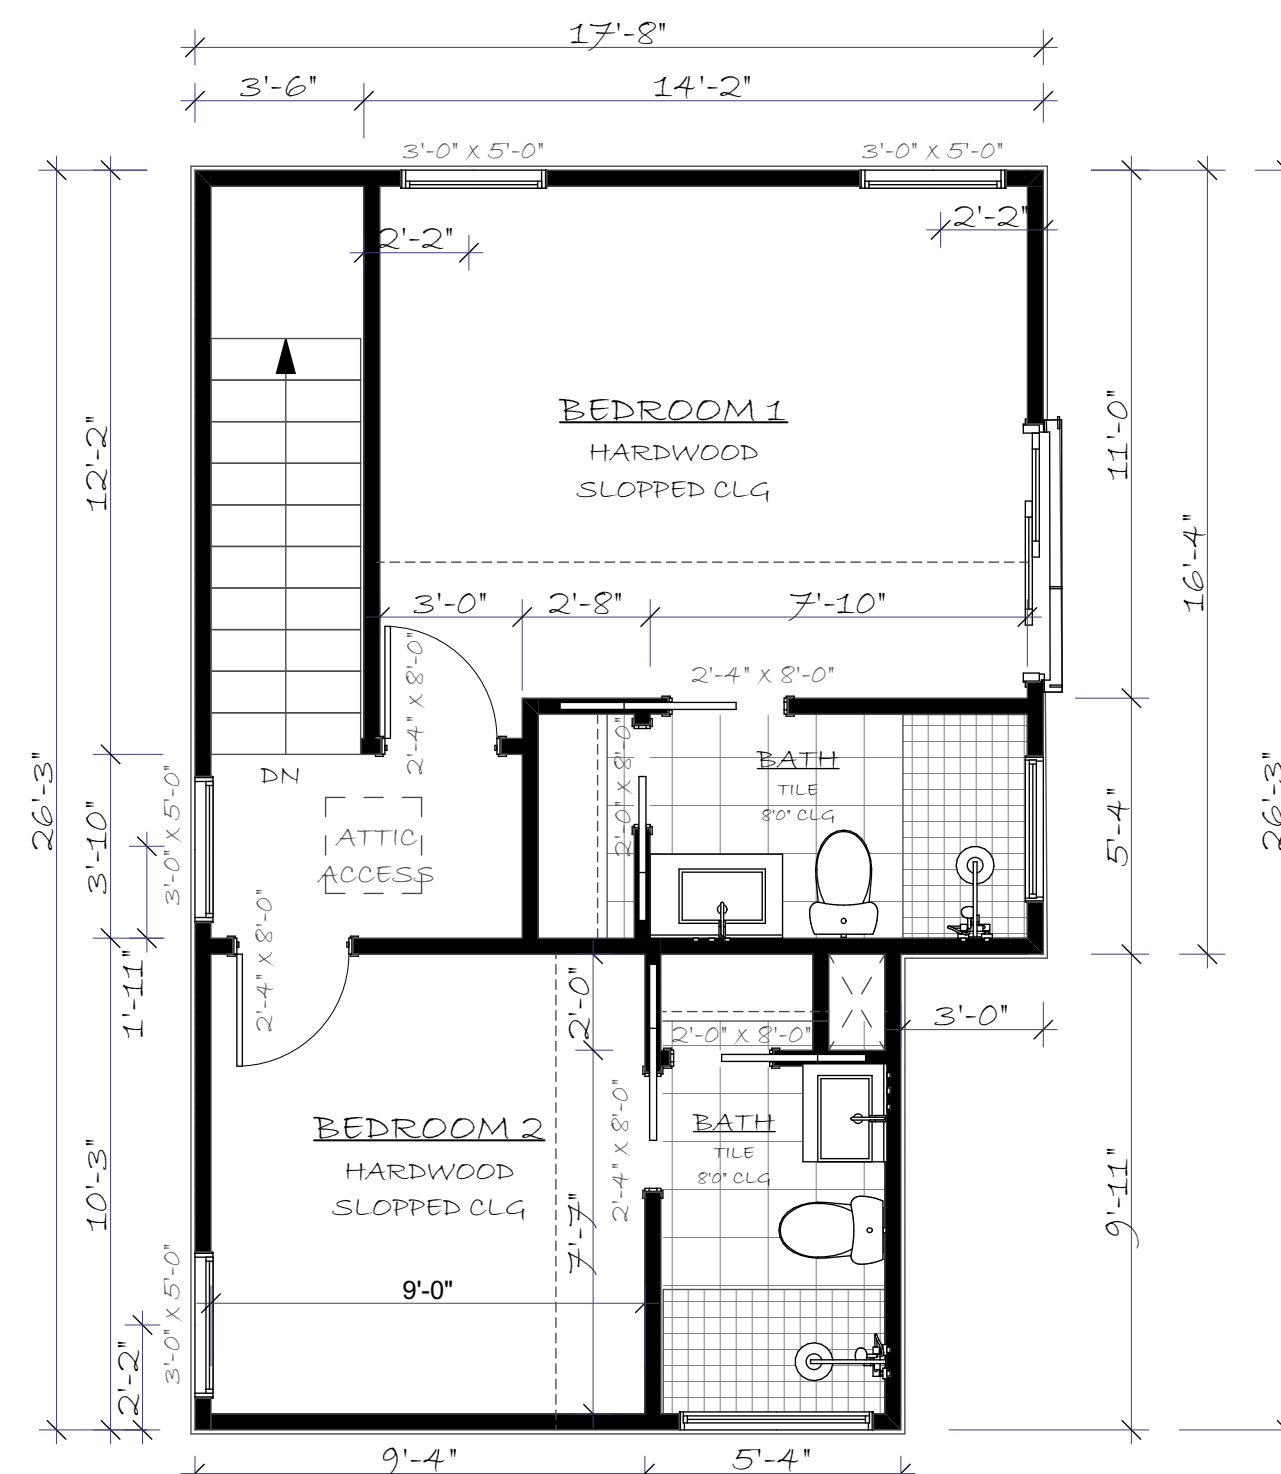 17'-8"
3'-6"
14'-2"
3'-0" X 5'-0"
3'-0" X 5'-0"
2'-2"
2'-2"
BEDROOM 1
HARDWOOD
SLOPPED CLG
12'-2"
11'-0"
16'-4"
3'-0"
2'-8"
7'-10"
2'-4" X 8'-0"
2'-4" X 8'-0"
2'-0" X 8'-0"
DN
ATTIC
ACCESS
BATH
TILE
8'0" CLG
26'-3"
3'-10"
3'-0" X 5'-0"
5'-4"
26'-3"
1'-11"
2'-4" X 8'-0"
2'-0"
2'-0" X 8'-0"
3'-0"
BEDROOM 2
HARDWOOD
SLOPPED CLG
2'-4" X 8'-0"
BATH
TILE
8'0" CLG
10'-3"
9'-11"
7'-7"
3'-0" X 5'-0"
9'-0"
2'-2"
9'-4"
5'-4"